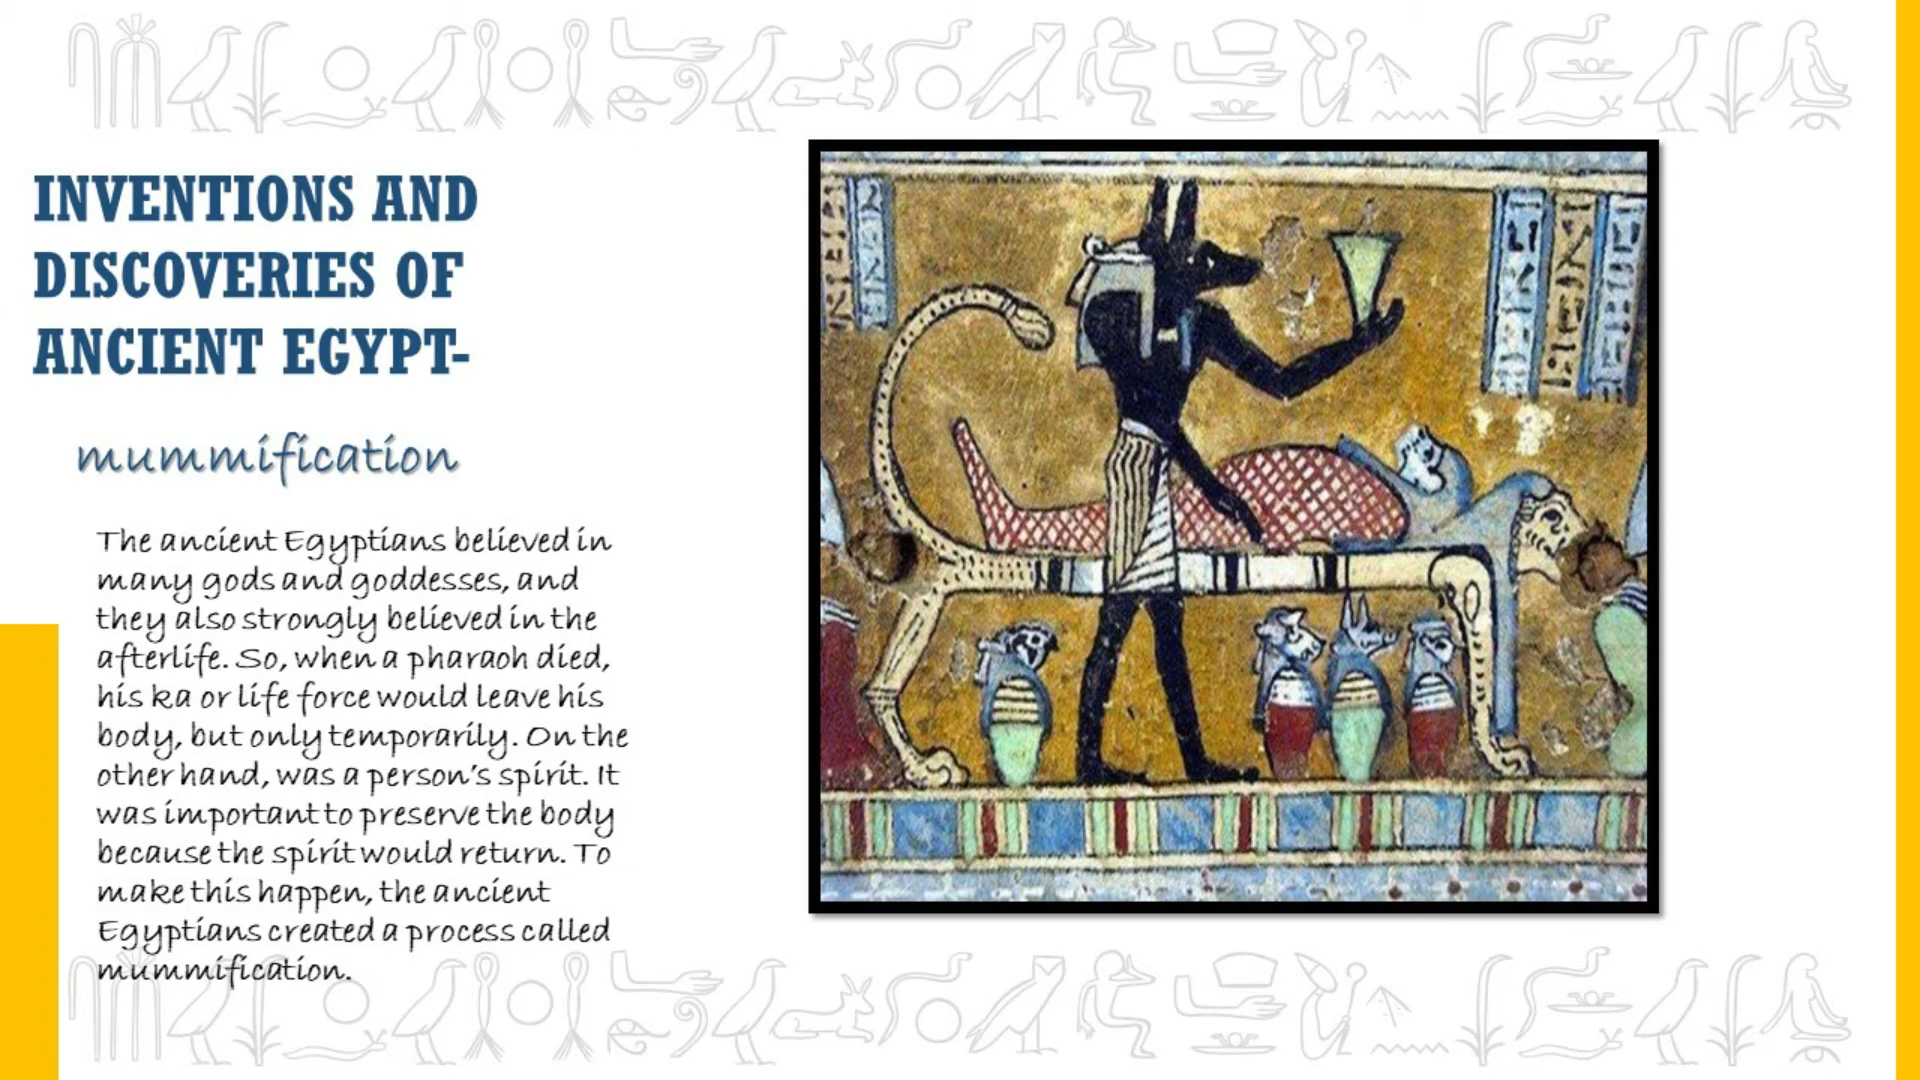 INVENTIONS AND
DISCOVERIES OF
ANCIENT EGYPT-
mummification
The ancient Egyptians believed in
many gods and goddesses, and
they also strongly believed in the
afterlife. So, when a pharaoh died,
his ka or life force would leave his
body, but only temporarily. On the
other hand, was a person's spirit. It
was important to preserve the body
because the spirit would return. To
make this happen, the ancient
Egyptians created a process called
mummification.